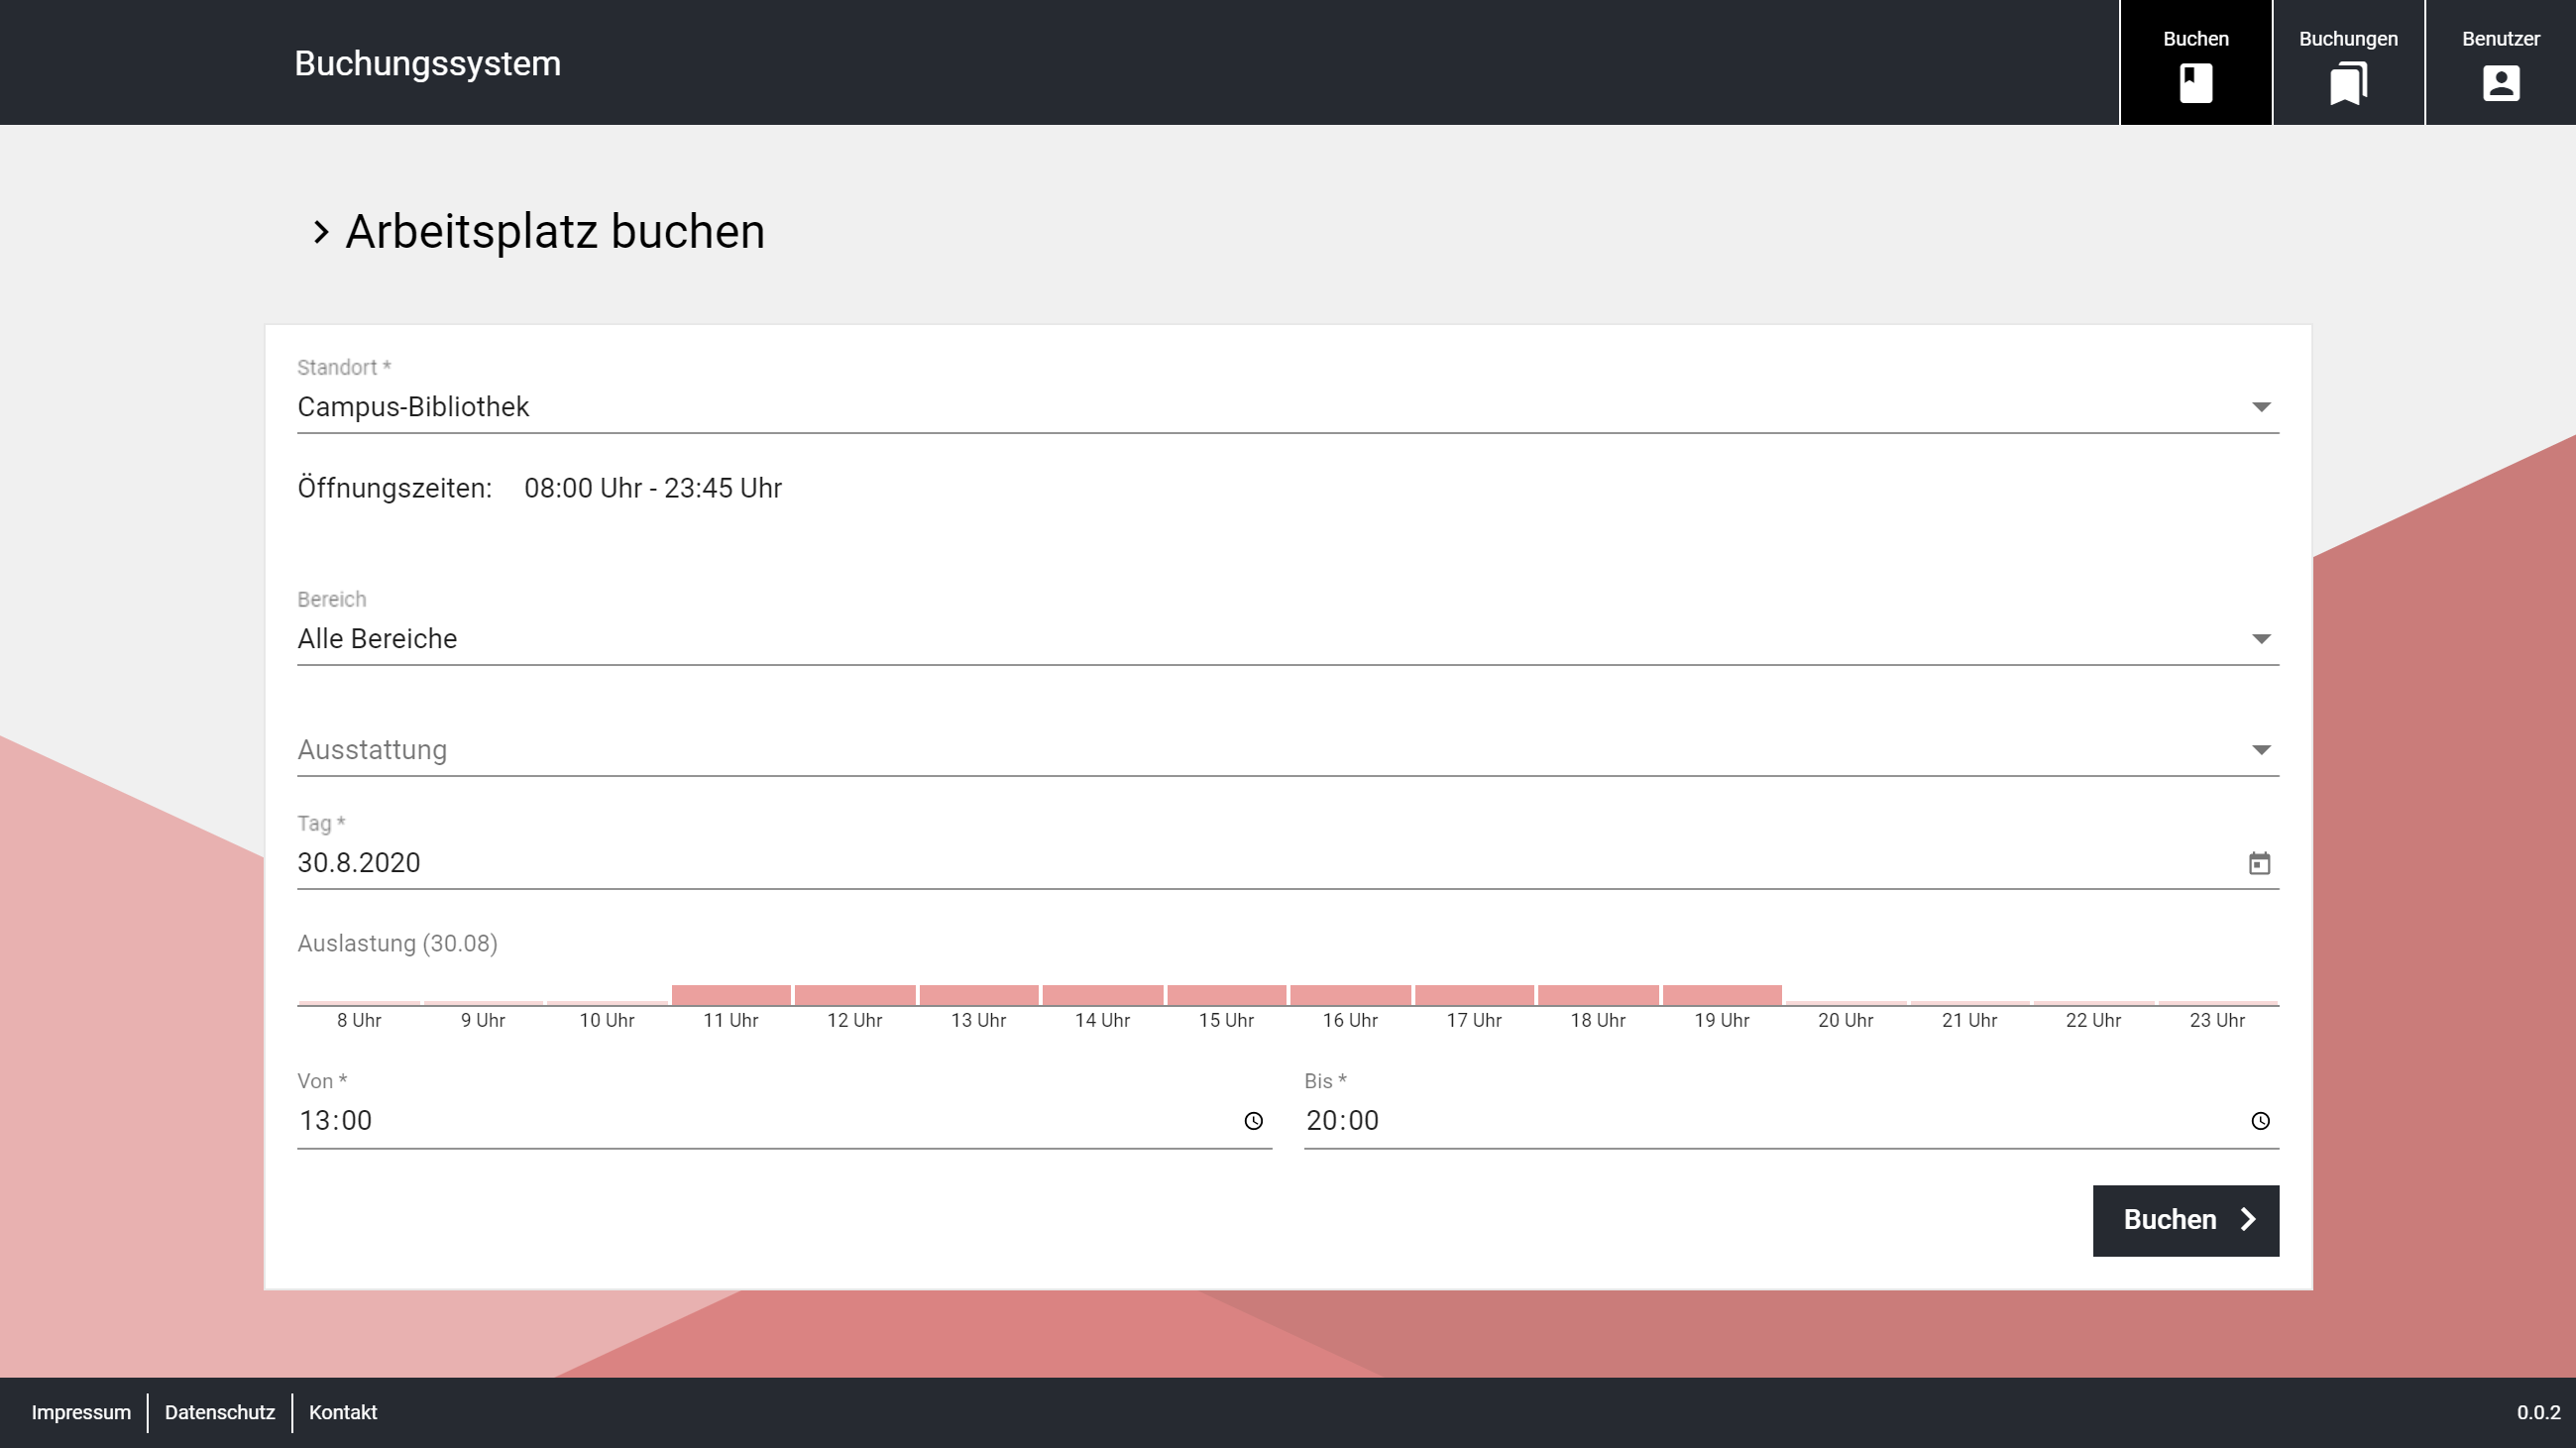 Buchungssystem
Buchen
Buchungen
Benutzer
Arbeitsplatz buchen
Standort *
Campus-Bibliothek
Öffnungszeiten: 08:00 Uhr - 23:45 Uhr
Bereich
Alle Bereiche
Ausstattung
Tag *
30.8.2020
Auslastung (30.08)
8 Uhr 9 Uhr 10 Uhr 11 Uhr 12 Uhr 13 Uhr 14 Uhr 15 Uhr 16 Uhr 17 Uhr 18 Uhr 19 Uhr 20 Uhr 21 Uhr 22 Uhr 23 Uhr
Von * Bis *
13:00 20:00
Buchen
Impressum Datenschutz Kontakt 0.0.2